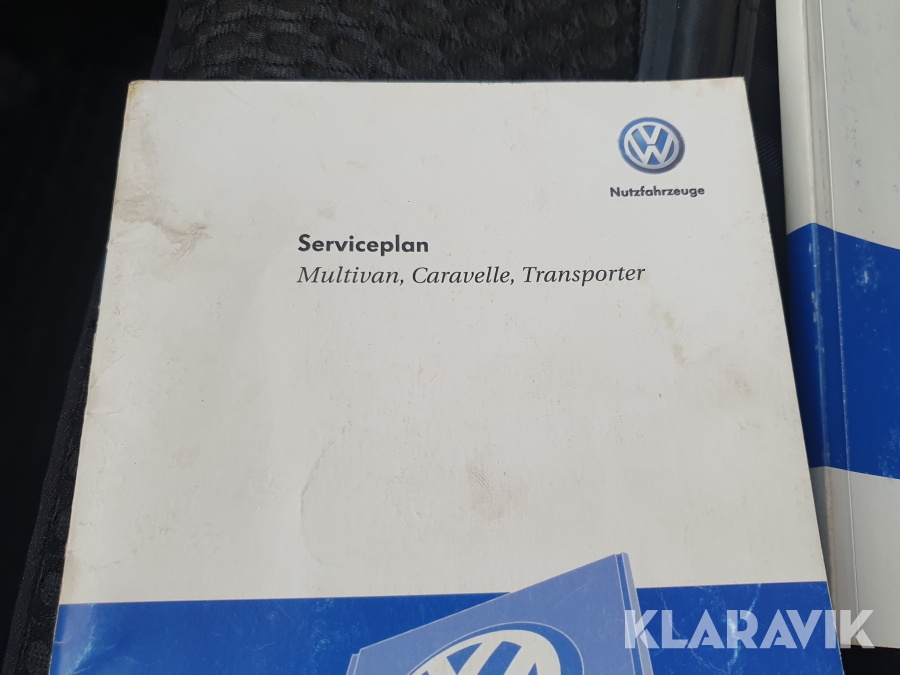 Nutzfahrzeuge
Serviceplan
Multivan, Caravelle, Transporter
KLARAVIK